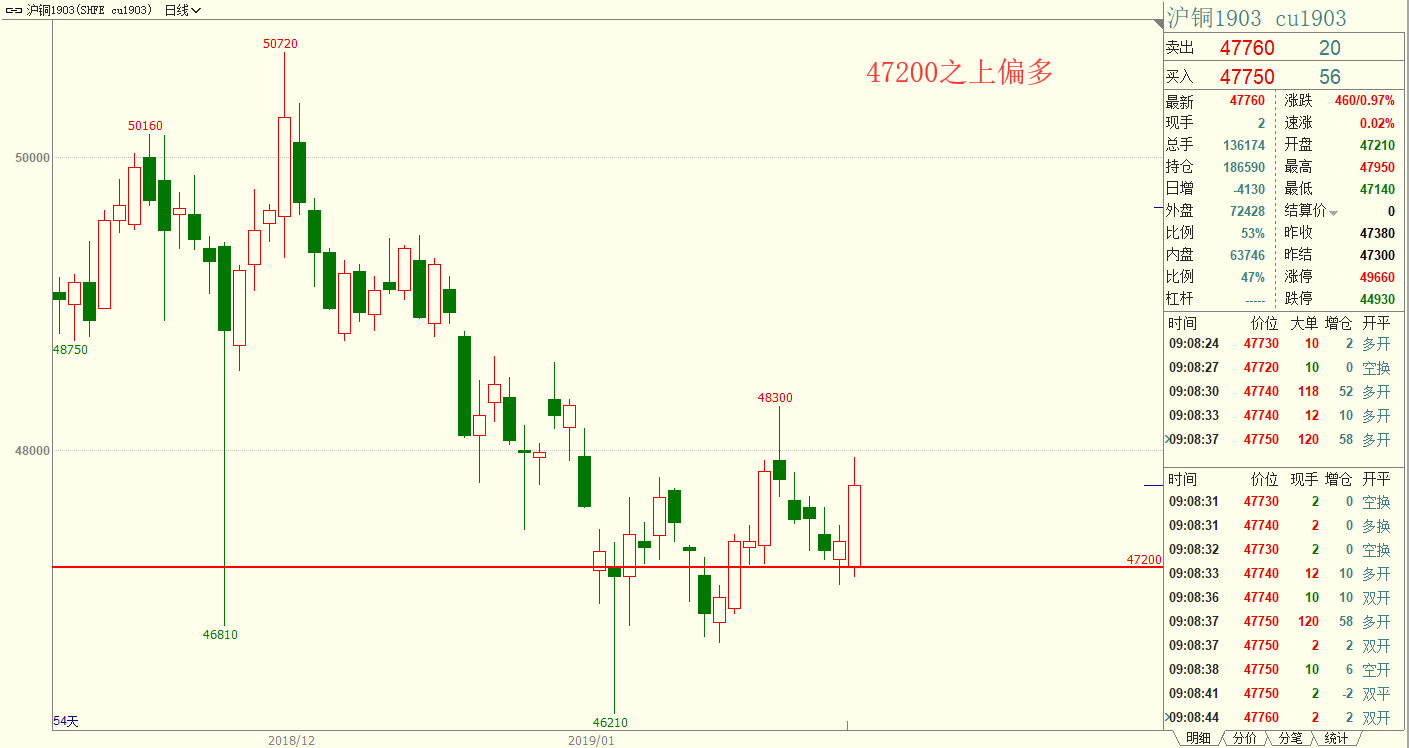 沪铜1903(SHFE cu1903) 日线
50720
47200之上偏多
50160
50000
48750
48300
48000
47200
46810
46210
54天
2018/12 2019/01
沪铜1903 cu1903
卖出 47760 20
买入 47750 56
最新 47760 涨跌 460/0.97%
现手 2 速涨 0.02%
总手 136174 开盘 47210
持仓 186590 最高 47950
日增 -4130 最低 47140
外盘 72428 结算价 0
比例 53% 昨收 47380
内盘 63746 昨结 47300
比例 47% 涨停 49660
杠杆 ----- 跌停 44930
时间 价位 大单 增仓 开平
09:08:24 47730 10 2 多开
09:08:27 47720 10 0 空换
09:08:30 47740 118 52 多开
09:08:33 47740 12 10 多开
09:08:37 47750 120 58 多开
时间 价位 现手 增仓 开平
09:08:31 47730 2 0 空换
09:08:31 47740 2 0 多换
09:08:32 47730 2 0 空换
09:08:33 47740 12 10 多开
09:08:36 47740 10 10 双开
09:08:37 47750 120 58 多开
09:08:37 47750 2 2 双开
09:08:38 47750 10 6 空开
09:08:41 47750 2 -2 双平
09:08:44 47760 2 2 双开
明细 分价 分笔 统计